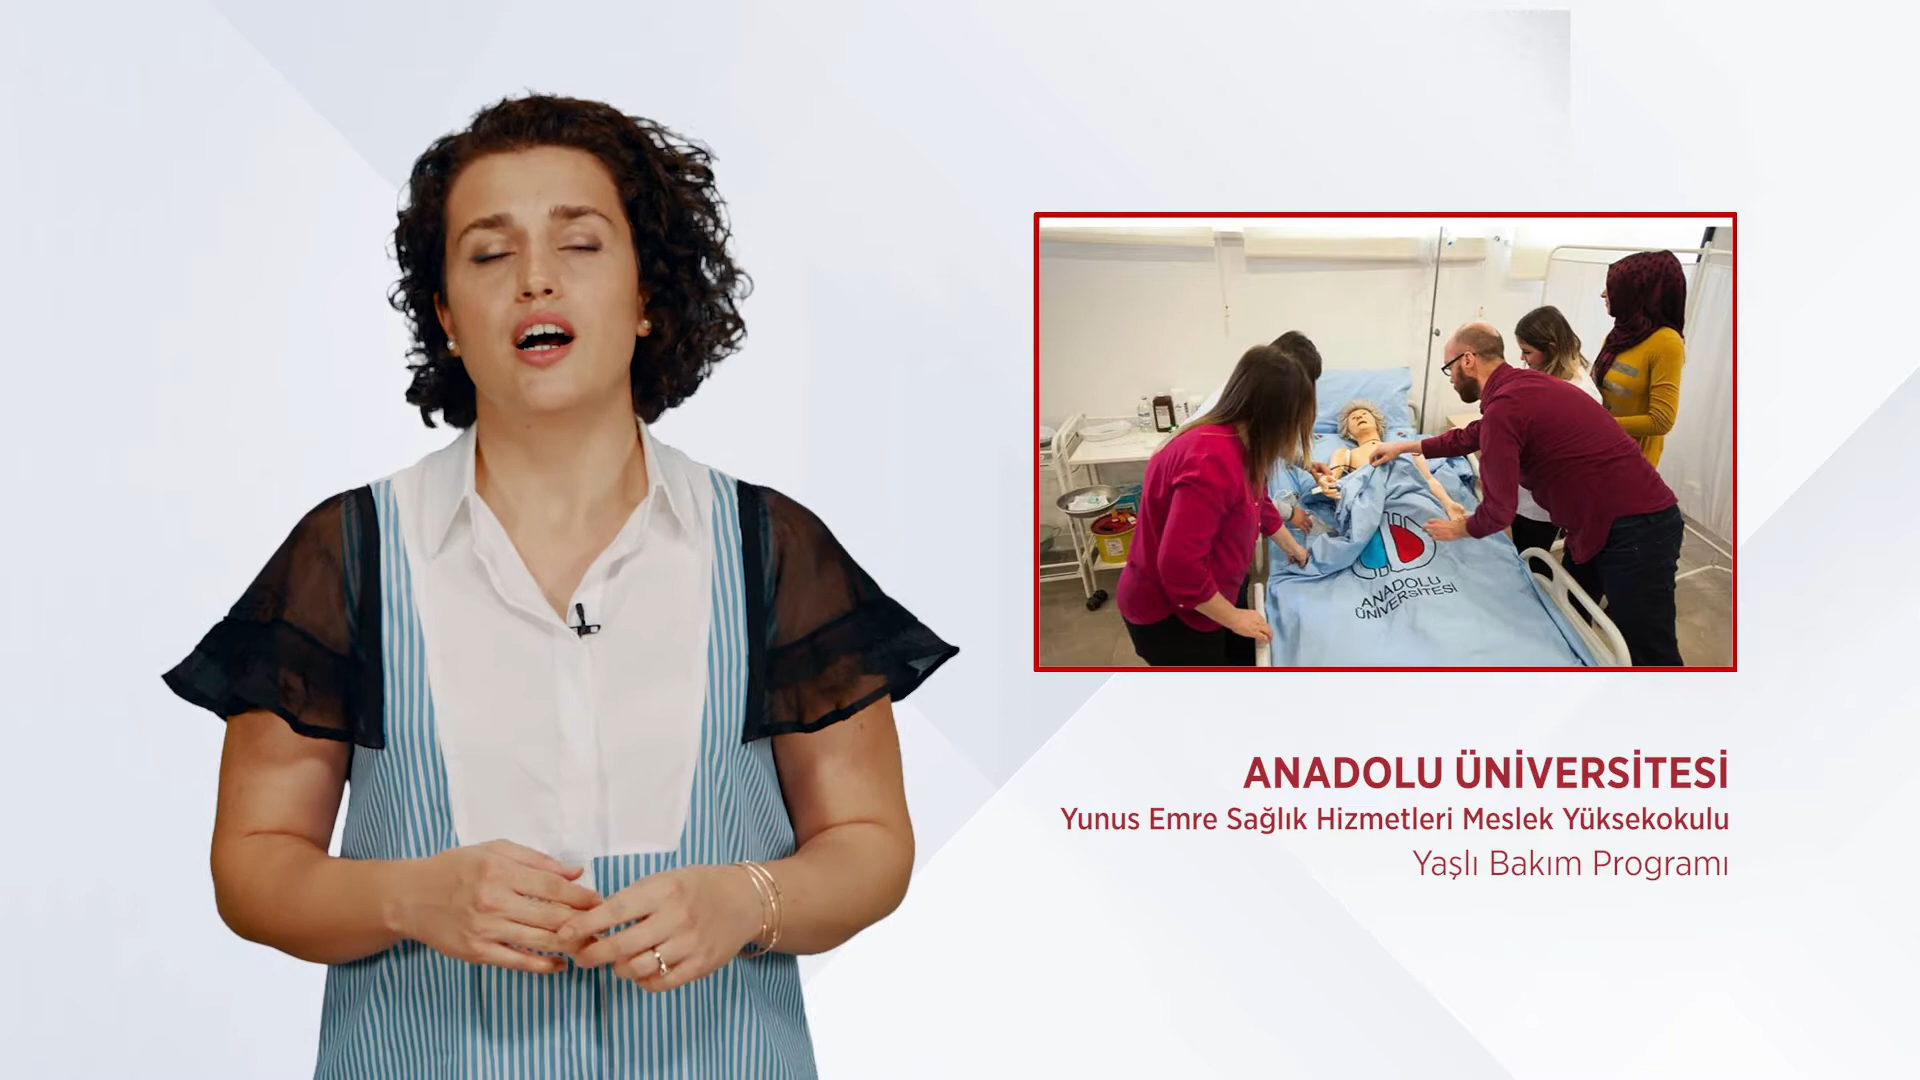 ANADOLU
ÜNİVERSİTESİ
ANADOLU ÜNİVERSİTESİ
Yunus Emre Sağlık Hizmetleri Meslek Yüksekokulu
Yaşlı Bakım Programı